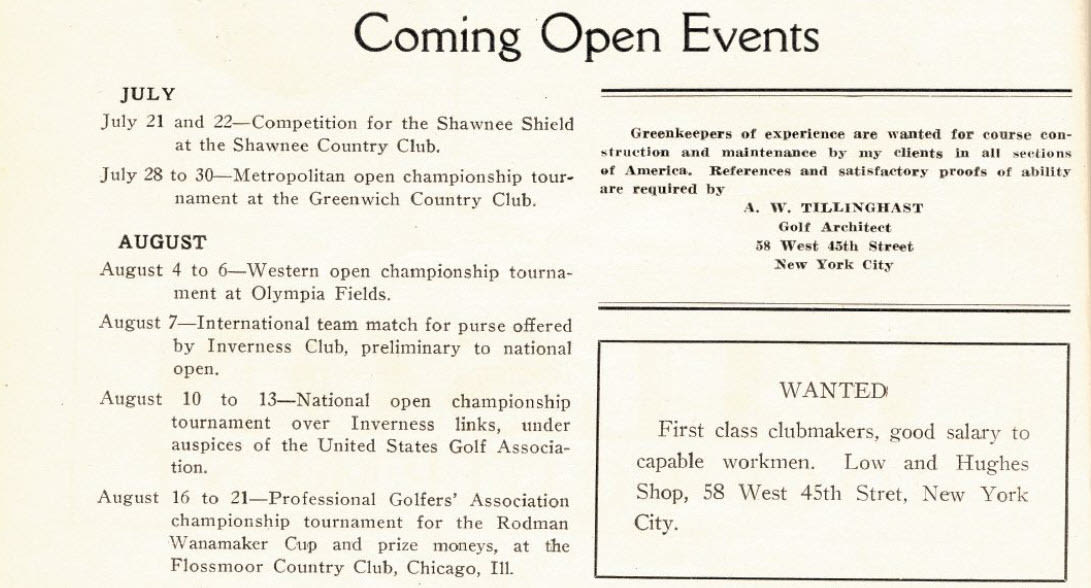 Coming Open Events
JULY
July 21 and 22—Competition for the Shawnee Shield
at the Shawnee Country Club.
July 28 to 30—Metropolitan open championship tour-
nament at the Greenwich Country Club.
AUGUST
August 4 to 6—Western open championship tourna-
ment at Olympia Fields.
August 7—International team match for purse offered
by Inverness Club, preliminary to national
open.
August 10 to 13—National open championship
tournament over Inverness links, under
auspices of the United States Golf Associa-
tion.
August 16 to 21—Professional Golfers' Association
championship tournament for the Rodman
Wanamaker Cup and prize moneys, at the
Flossmoor Country Club, Chicago, Ill.
Greenkeepers of experience are wanted for course con-
struction and maintenance by my clients in all sections
of America. References and satisfactory proofs of ability
are required by
A. W. TILLINGHAST
Golf Architect
58 West 45th Street
New York City
WANTED
First class clubmakers, good salary to
capable workmen. Low and Hughes
Shop, 58 West 45th Stret, New York
City.